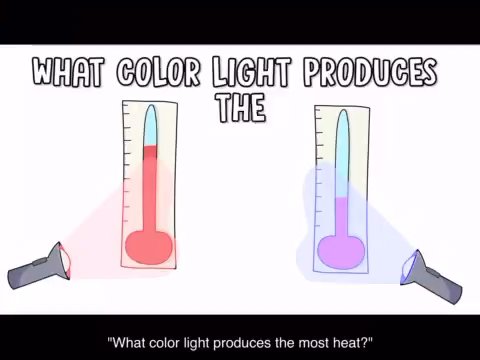 WHAT COLOR LIGHT PRODUCES
THE
"What color light produces the most heat?"